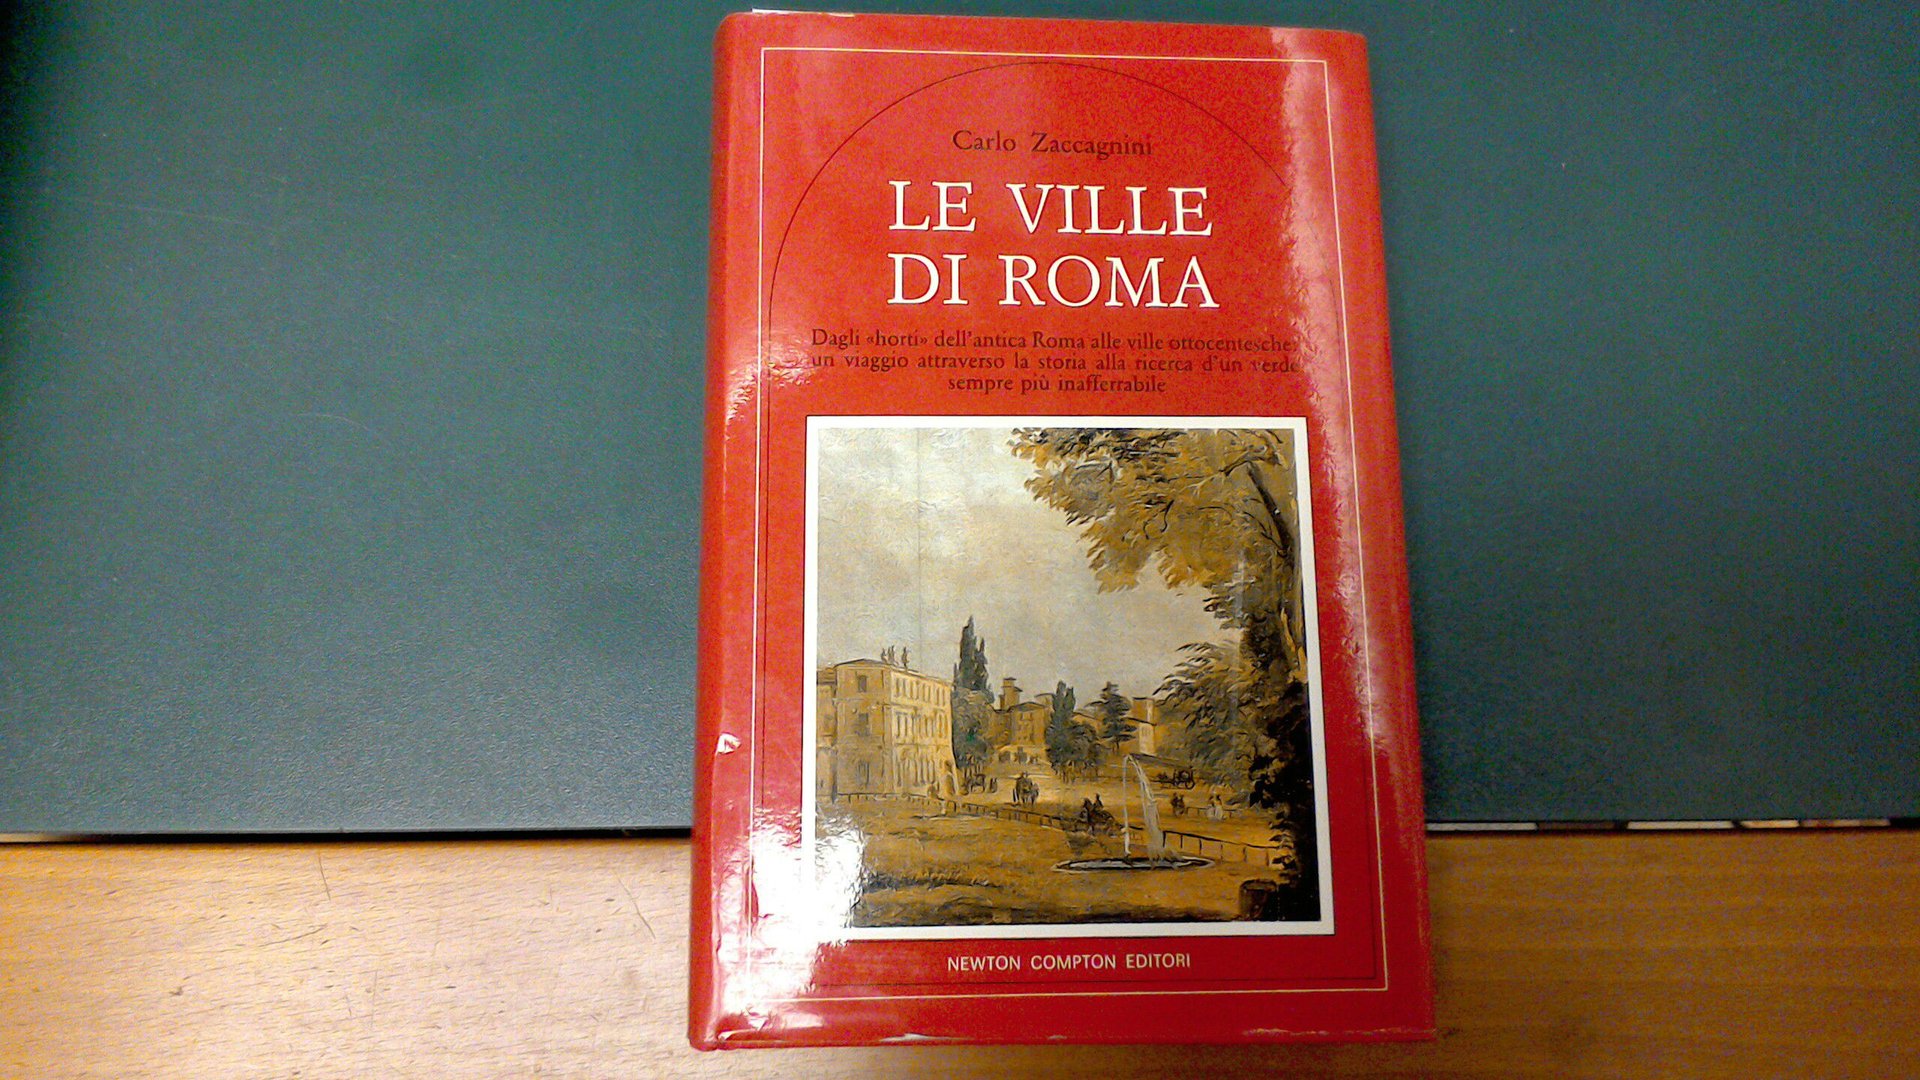 Carlo Zaccagnini
LE VILLE
DI ROMA
Dagli «horti» dell'antica Roma alle ville ottocentesche:
un viaggio attraverso la storia alla ricerca d'un verde
sempre più inafferrabile
NEWTON COMPTON EDITORI